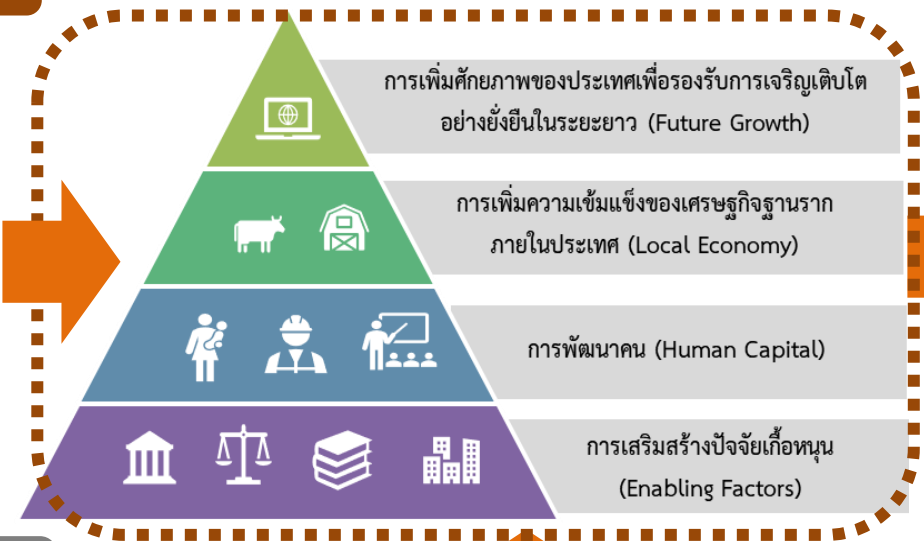 การเพิ่มศักยภาพของประเทศเพื่อรองรับการเจริญเติบโต
อย่างยั่งยืนในระยะยาว (Future Growth)
การเพิ่มความเข้มแข็งของเศรษฐกิจฐานราก
ภายในประเทศ (Local Economy)
การพัฒนาคน (Human Capital)
การเสริมสร้างปัจจัยเกื้อหนุน
(Enabling Factors)